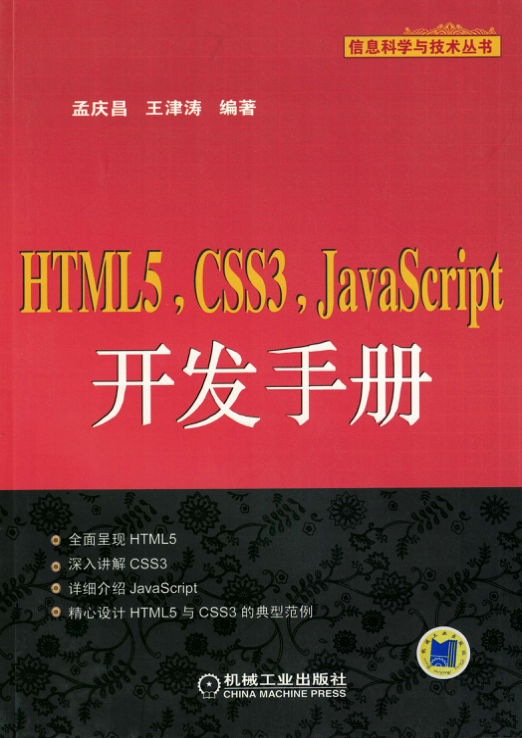 信息科学与技术丛书
孟庆昌 王津涛 编著
HTML5 , CSS3 , JavaScript
开发手册
全面呈现 HTML5
深入讲解 CSS3
详细介绍 JavaScript
精心设计 HTML5 与 CSS3 的典型范例
机械工业出版社
CHINA MACHINE PRESS